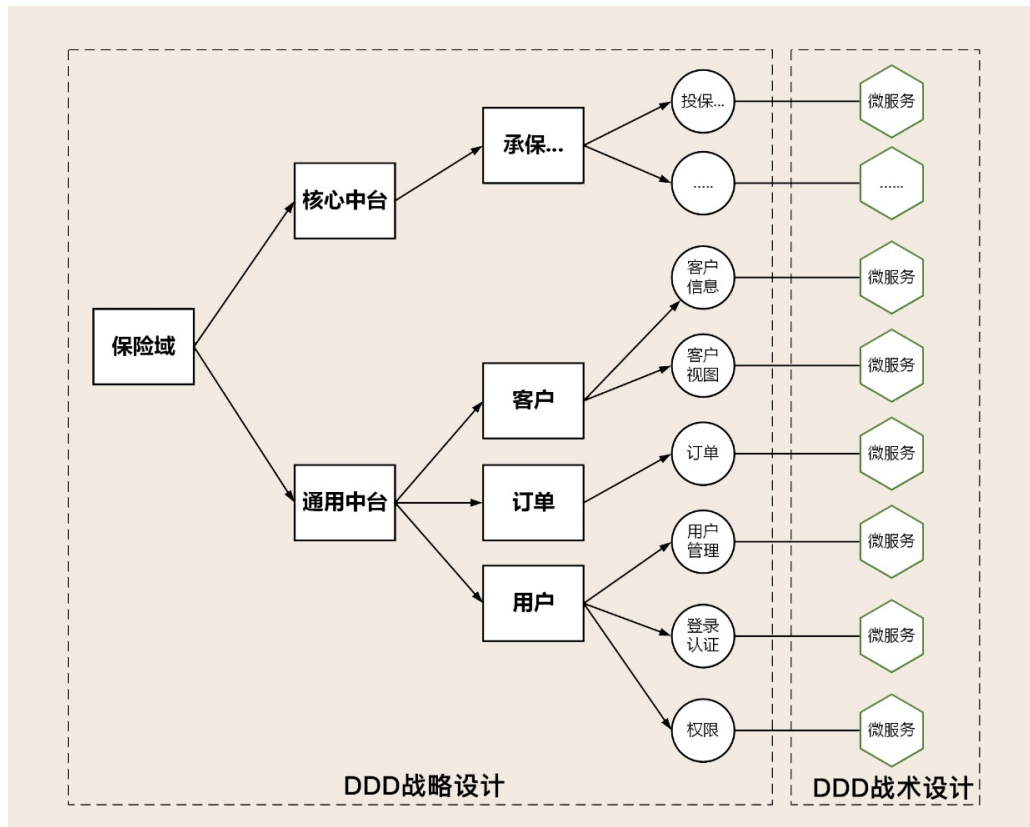 投保...
微服务
承保...
核心中台
.....
......
客户
信息
微服务
保险域
客户
视图
微服务
客户
订单
微服务
通用中台
订单
用户
管理
微服务
用户
登录
认证
微服务
权限
微服务
DDD战略设计
DDD战术设计